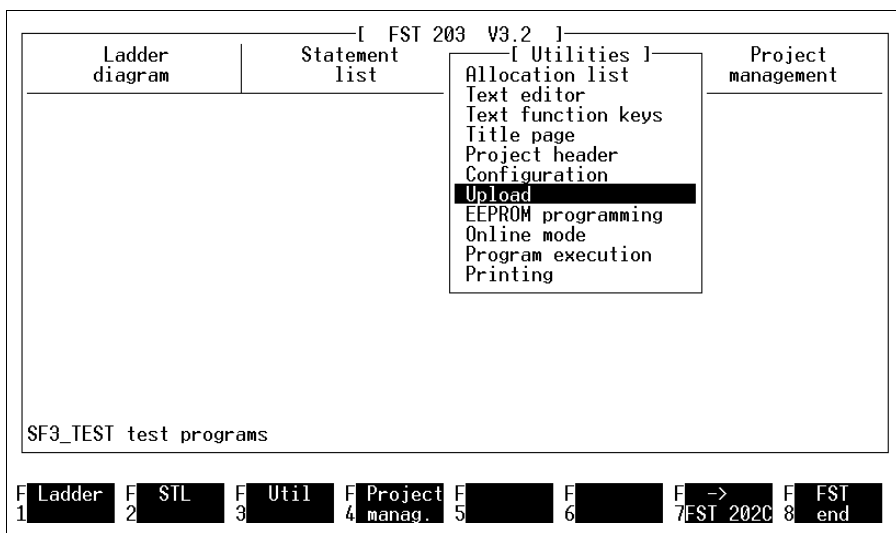 [ FST 203 V3.2 ]
Ladder diagram
Statement list
[ Utilities ]
Allocation list
Text editor
Text function keys
Title page
Project header
Configuration
Upload
EEPROM programming
Online mode
Program execution
Printing
Project management
SF3_TEST test programs
F1 Ladder
F2 STL
F3 Util
F4 Project manag.
F5
F6
F7 -> FST 202C
F8 FST end